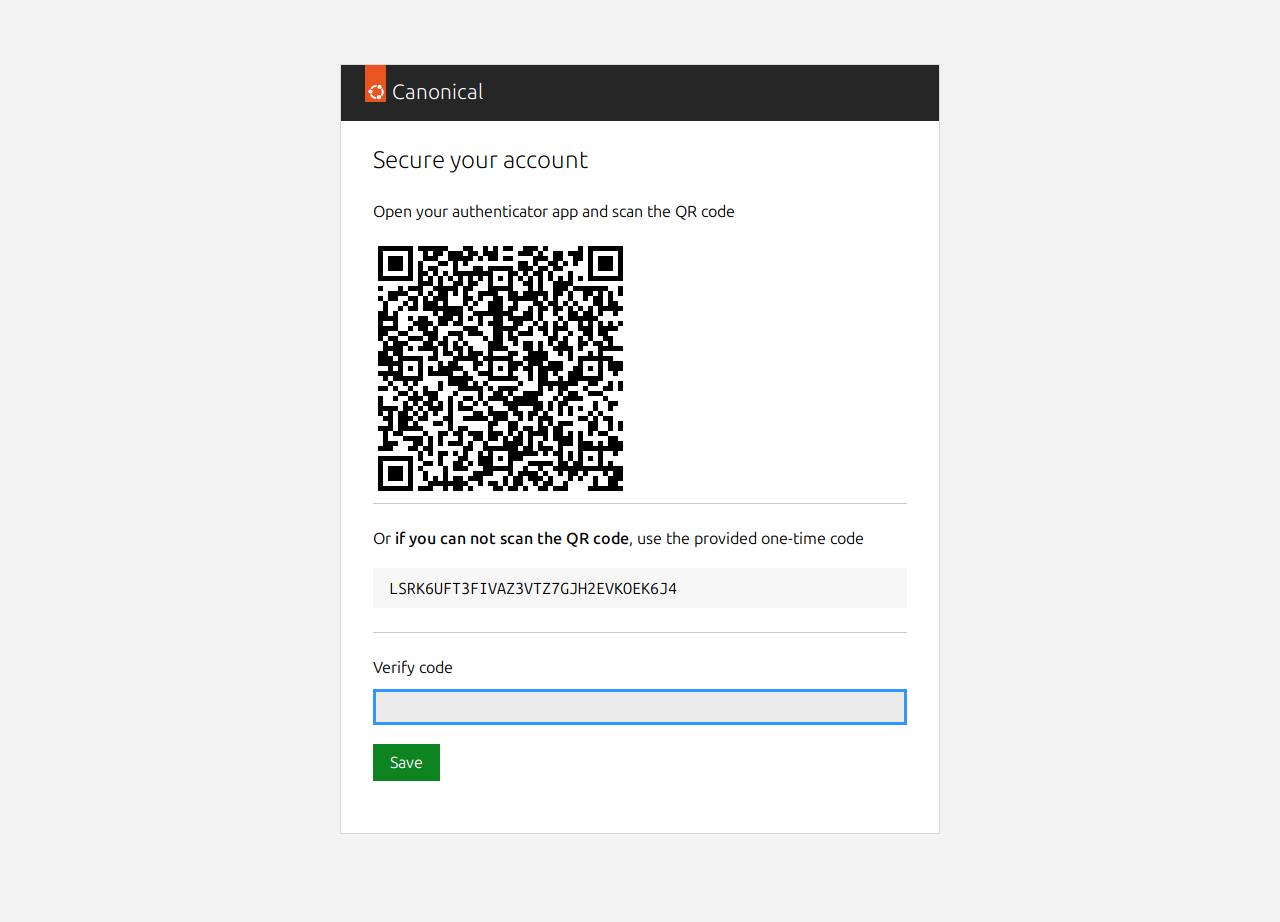 Canonical
Secure your account
Open your authenticator app and scan the QR code
Or if you can not scan the QR code, use the provided one-time code
LSRK6UFT3FIVAZ3VTZ7GJH2EVKOEK6J4
Verify code
Save